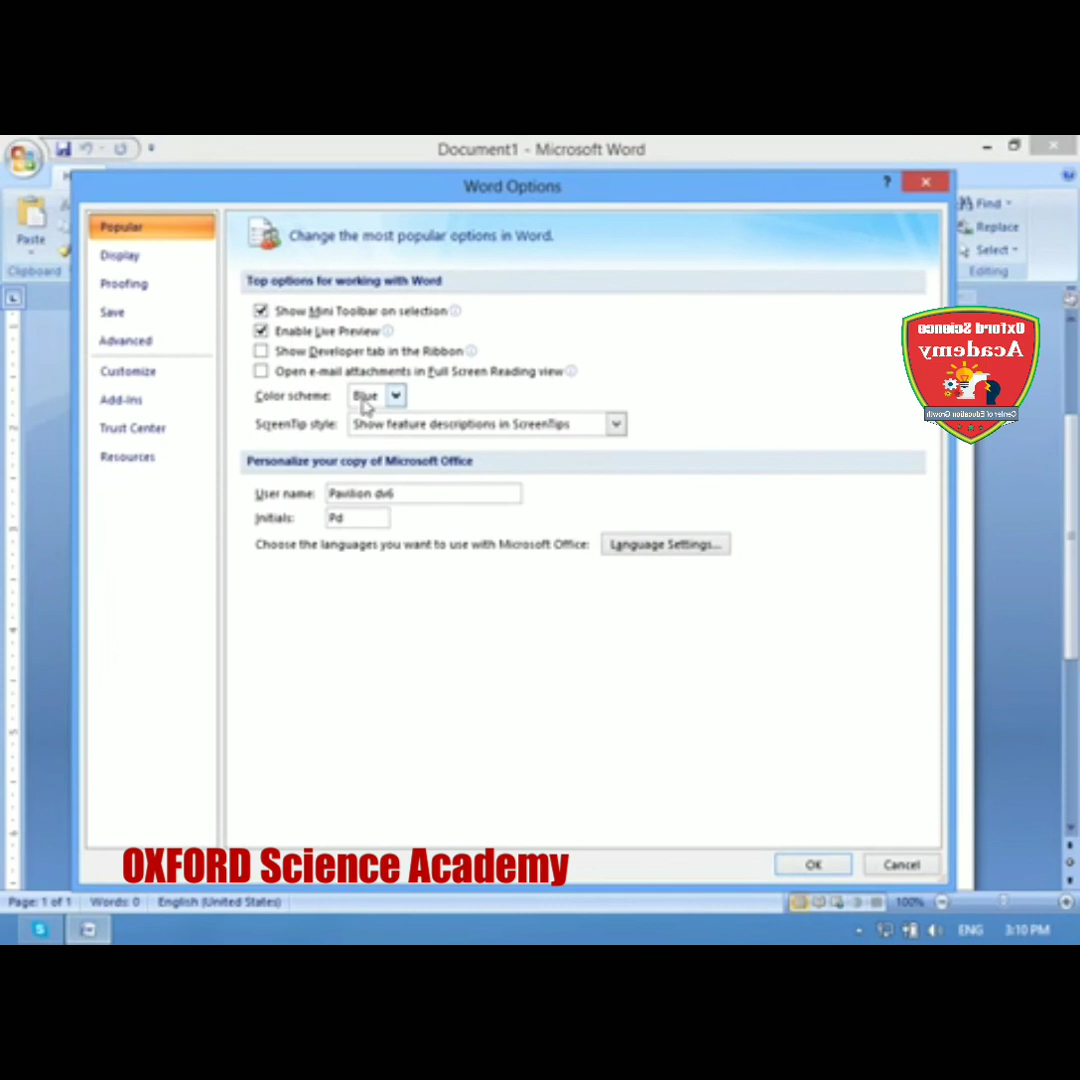 Document1 - Microsoft Word
Word Options
?
Popular
Display
Proofing
Save
Advanced
Customize
Add-Ins
Trust Center
Resources
Change the most popular options in Word.
Top options for working with Word
Show Mini Toolbar on selection
Enable Live Preview
Show Developer tab in the Ribbon
Open e-mail attachments in Full Screen Reading view
Color scheme: Blue
ScreenTip style: Show feature descriptions in ScreenTips
Personalize your copy of Microsoft Office
User name: Pavilion dv6
Initials: Pd
Choose the languages you want to use with Microsoft Office: Language Settings...
OK
Cancel
Paste
Clipboard
Find
Replace
Select
Editing
Oxford Science
Academy
Center of Education Growth
OXFORD Science Academy
Page: 1 of 1
Words: 0
English (United States)
100%
ENG
3:10 PM